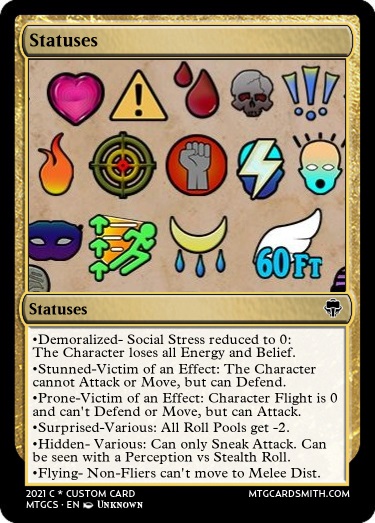 Statuses
60FT
Statuses
•Demoralized- Social Stress reduced to 0:
The Character loses all Energy and Belief.
•Stunned-Victim of an Effect: The Character
cannot Attack or Move, but can Defend.
•Prone-Victim of an Effect: Character Flight is 0
and can't Defend or Move, but can Attack.
•Surprised-Various: All Roll Pools get -2.
•Hidden- Various: Can only Sneak Attack. Can
be seen with a Perception vs Stealth Roll.
•Flying- Non-Fliers can't move to Melee Dist.
2021 C * CUSTOM CARD
MTGCARDSMITH.COM
MTGCS · EN UNKNOWN